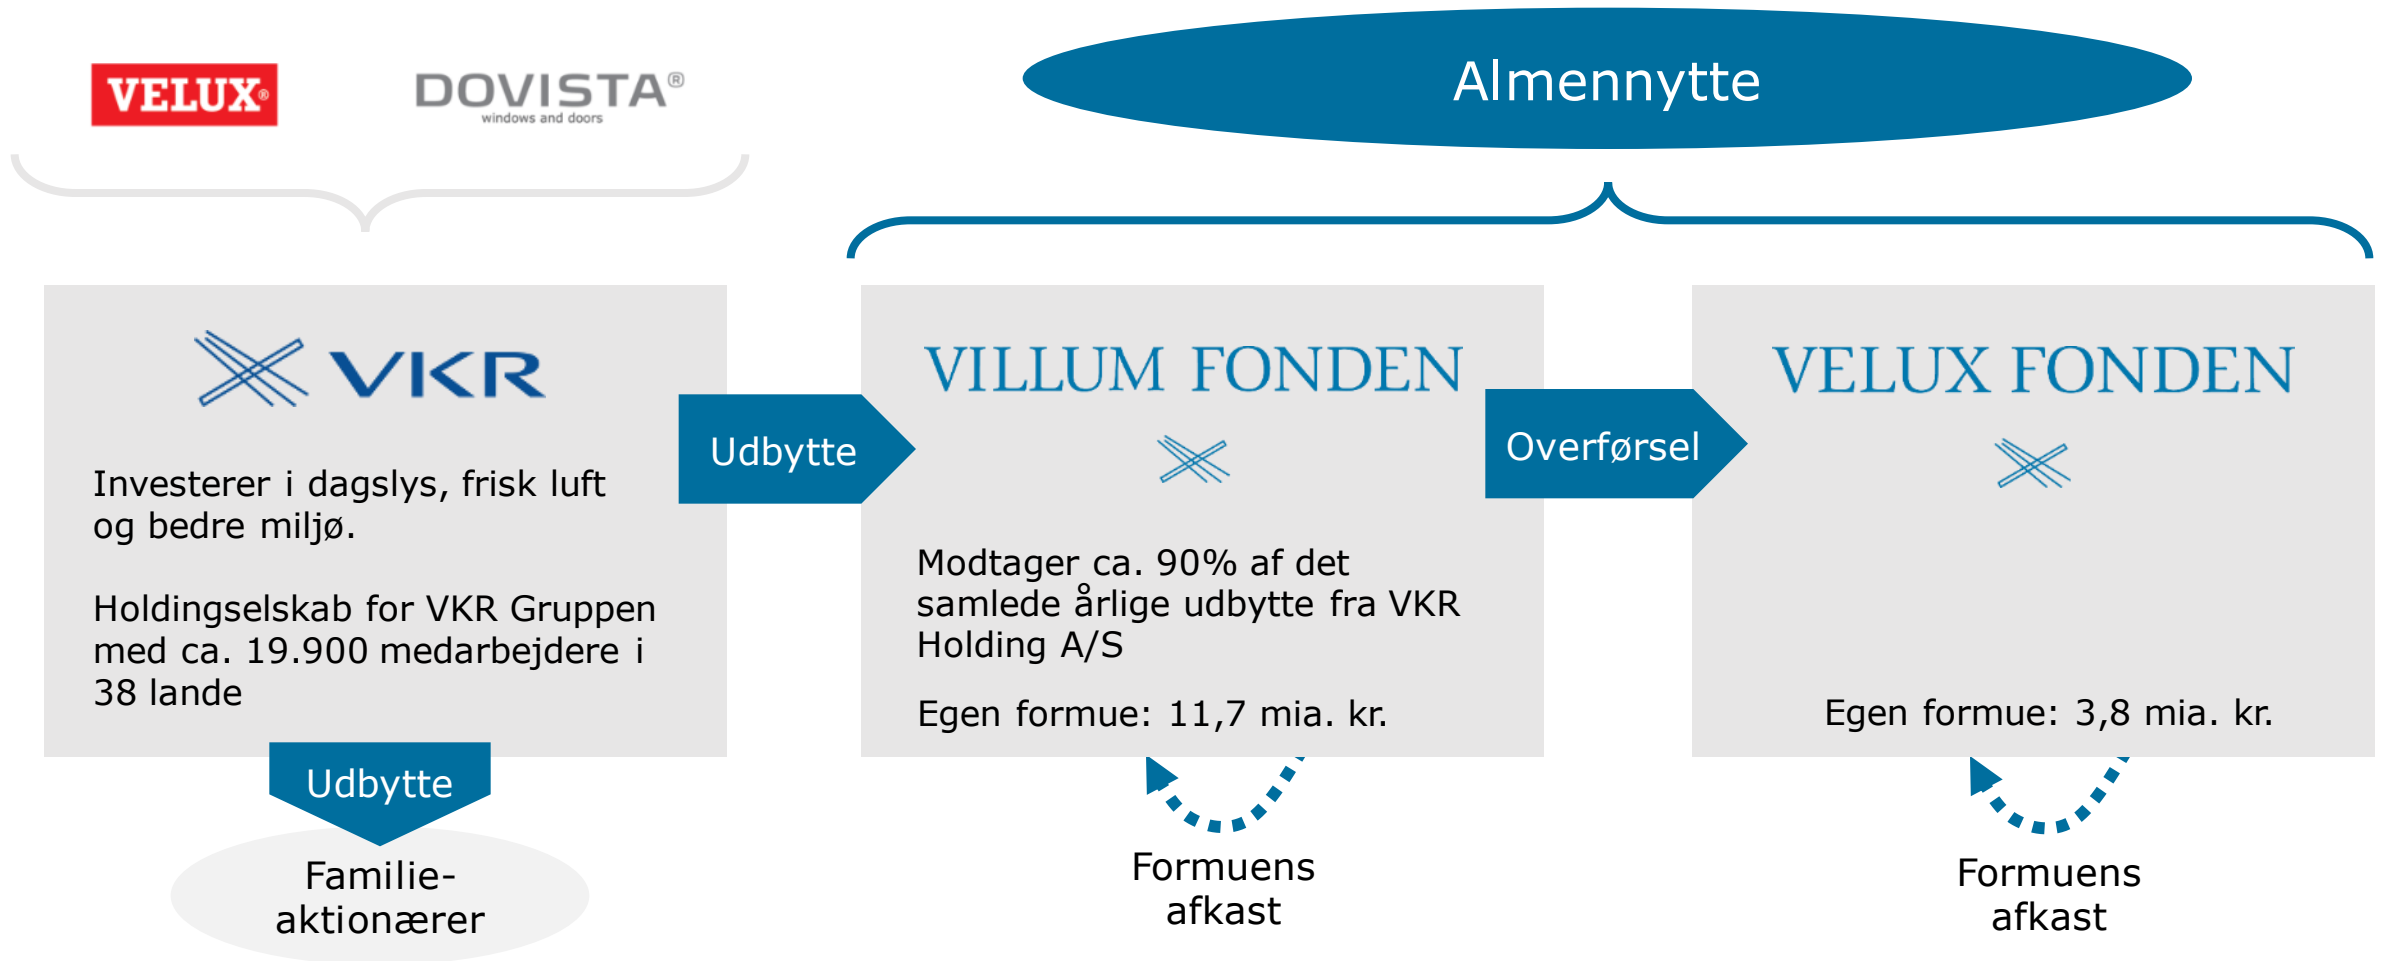 VELUX®
DOVISTA®
windows and doors
Almennytte
VKR
Investerer i dagslys, frisk luft
og bedre miljø.
Holdingselskab for VKR Gruppen
med ca. 19.900 medarbejdere i
38 lande
Udbytte
Familie-
aktionærer
Udbytte
VILLUM FONDEN
Modtager ca. 90% af det
samlede årlige udbytte fra VKR
Holding A/S
Egen formue: 11,7 mia. kr.
Formuens
afkast
Overførsel
VELUX FONDEN
Egen formue: 3,8 mia. kr.
Formuens
afkast